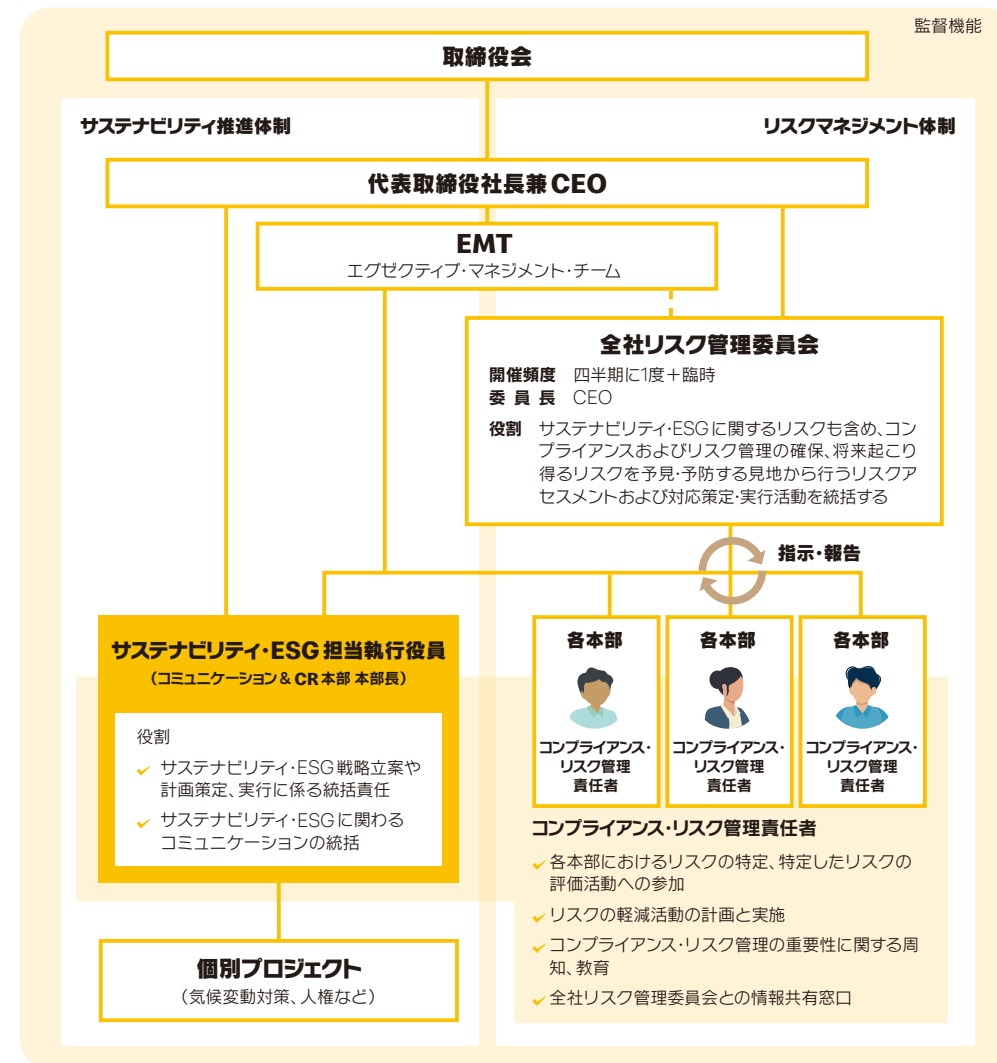 監督機能
取締役会
サステナビリティ推進体制
リスクマネジメント体制
代表取締役社長兼CEO
EMT
エグゼクティブ・マネジメント・チーム
全社リスク管理委員会
開催頻度 四半期に1度＋臨時
委員長 CEO
役割 サステナビリティ・ESGに関するリスクも含め、コン
プライアンスおよびリスク管理の確保、将来起こり
得るリスクを予見・予防する見地から行うリスクア
セスメントおよび対応策定・実行活動を統括する
指示・報告
サステナビリティ・ESG担当執行役員
（コミュニケーション＆CR本部 本部長）
役割
サステナビリティ・ESG戦略立案や
計画策定、実行に係る統括責任
サステナビリティ・ESGに関わる
コミュニケーションの統括
個別プロジェクト
（気候変動対策、人権など）
各本部
コンプライアンス・
リスク管理
責任者
各本部
コンプライアンス・
リスク管理
責任者
各本部
コンプライアンス・
リスク管理
責任者
コンプライアンス・リスク管理責任者
各本部におけるリスクの特定、特定したリスクの
評価活動への参加
リスクの軽減活動の計画と実施
コンプライアンス・リスク管理の重要性に関する周
知、教育
全社リスク管理委員会との情報共有窓口